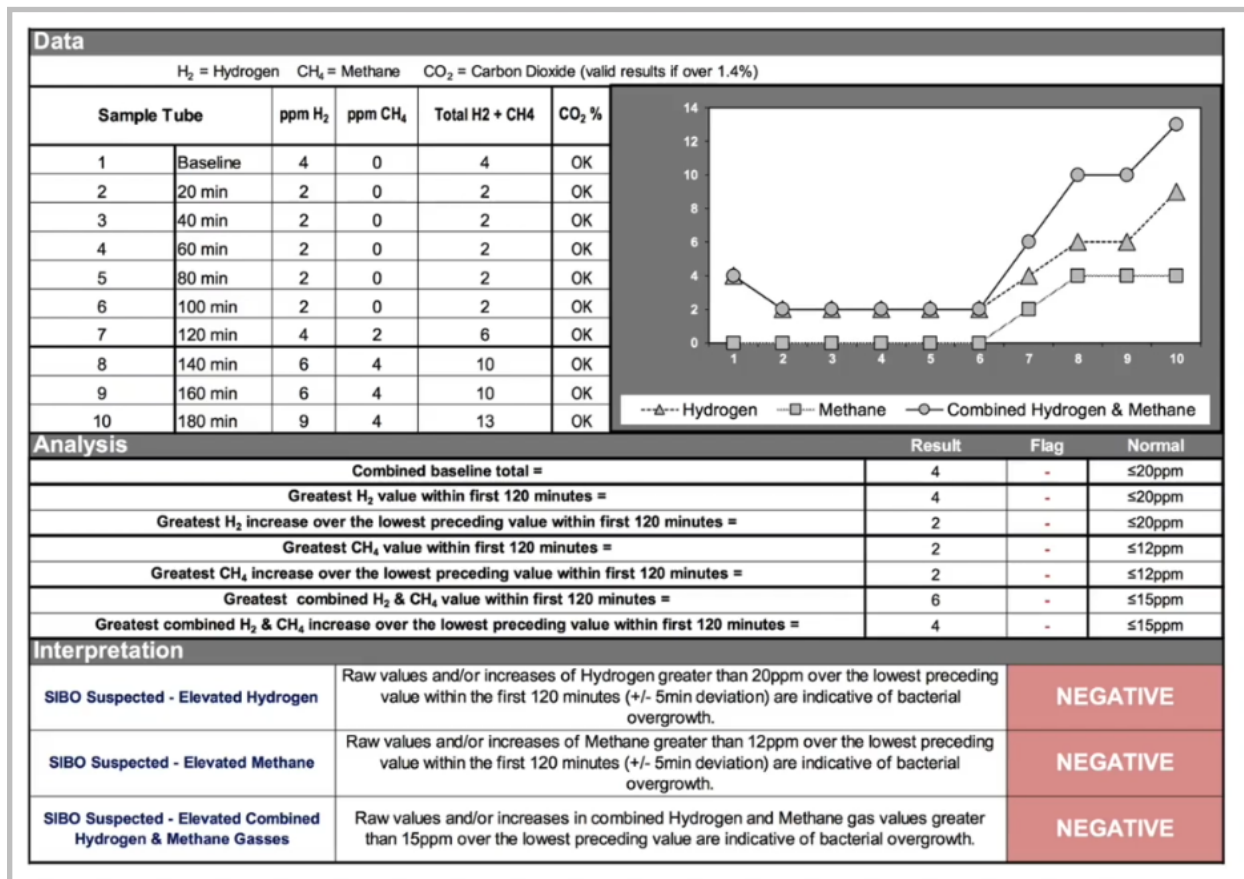 Data
H₂ = Hydrogen CH₄ = Methane CO₂ = Carbon Dioxide (valid results if over 1.4%)
Sample Tube ppm H₂ ppm CH₄ Total H2 + CH4 CO₂ %
1 Baseline 4 0 4 OK
2 20 min 2 0 2 OK
3 40 min 2 0 2 OK
4 60 min 2 0 2 OK
5 80 min 2 0 2 OK
6 100 min 2 0 2 OK
7 120 min 4 2 6 OK
8 140 min 6 4 10 OK
9 160 min 6 4 10 OK
10 180 min 9 4 13 OK
14
12
10
8
6
4
2
0
1 2 3 4 5 6 7 8 9 10
Hydrogen Methane Combined Hydrogen & Methane
Analysis Result Flag Normal
Combined baseline total = 4 - ≤20ppm
Greatest H₂ value within first 120 minutes = 4 - ≤20ppm
Greatest H₂ increase over the lowest preceding value within first 120 minutes = 2 - ≤20ppm
Greatest CH₄ value within first 120 minutes = 2 - ≤12ppm
Greatest CH₄ increase over the lowest preceding value within first 120 minutes = 2 - ≤12ppm
Greatest combined H₂ & CH₄ value within first 120 minutes = 6 - ≤15ppm
Greatest combined H₂ & CH₄ increase over the lowest preceding value within first 120 minutes = 4 - ≤15ppm
Interpretation
SIBO Suspected - Elevated Hydrogen
Raw values and/or increases of Hydrogen greater than 20ppm over the lowest preceding
value within the first 120 minutes (+/- 5min deviation) are indicative of bacterial
overgrowth.
NEGATIVE
SIBO Suspected - Elevated Methane
Raw values and/or increases of Methane greater than 12ppm over the lowest preceding
value within the first 120 minutes (+/- 5min deviation) are indicative of bacterial
overgrowth.
NEGATIVE
SIBO Suspected - Elevated Combined
Hydrogen & Methane Gasses
Raw values and/or increases in combined Hydrogen and Methane gas values greater
than 15ppm over the lowest preceding value are indicative of bacterial overgrowth.
NEGATIVE